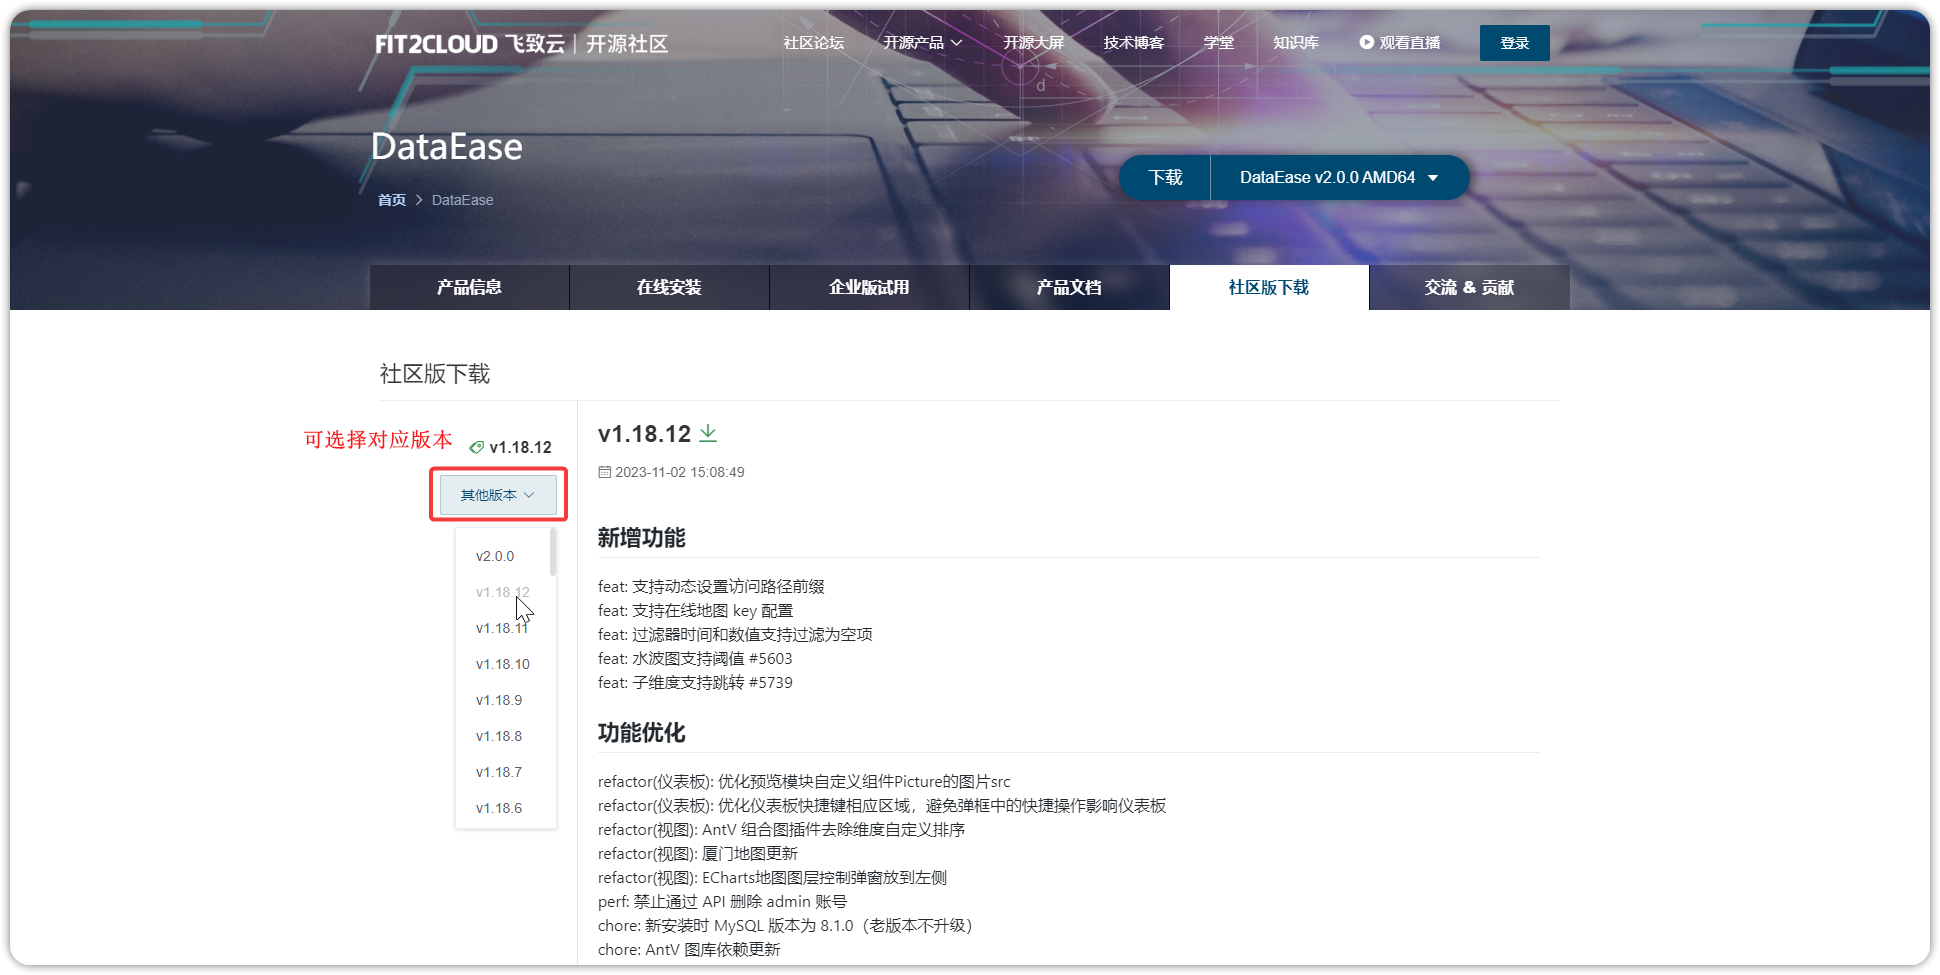 FIT2CLOUD 飞致云 | 开源社区
社区论坛
开源产品
开源大屏
技术博客
学堂
知识库
观看直播
登录
d
DataEase
首页 > DataEase
下载
DataEase v2.0.0 AMD64
产品信息
在线安装
企业版试用
产品文档
社区版下载
交流 & 贡献
社区版下载
可选择对应版本
v1.18.12
其他版本
v2.0.0
v1.18.12
v1.18.11
v1.18.10
v1.18.9
v1.18.8
v1.18.7
v1.18.6
v1.18.12
2023-11-02 15:08:49
新增功能
feat: 支持动态设置访问路径前缀
feat: 支持在线地图 key 配置
feat: 过滤器时间和数值支持过滤为空项
feat: 水波图支持阈值 #5603
feat: 子维度支持跳转 #5739
功能优化
refactor(仪表板): 优化预览模块自定义组件Picture的图片src
refactor(仪表板): 优化仪表板快捷键相应区域，避免弹框中的快捷操作影响仪表板
refactor(视图): AntV 组合图插件去除维度自定义排序
refactor(视图): 厦门地图更新
refactor(视图): ECharts地图图层控制弹窗放到左侧
perf: 禁止通过 API 删除 admin 账号
chore: 新安装时 MySQL 版本为 8.1.0（老版本不升级）
chore: AntV 图库依赖更新